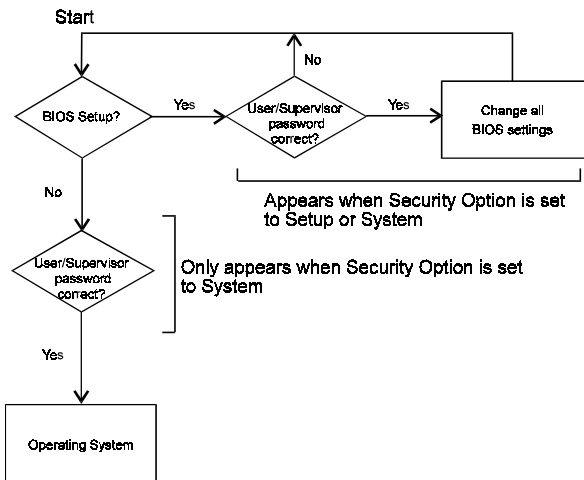 Start
No
BIOS Setup?
Yes
User/Supervisor
password
correct?
Yes
Change all
BIOS settings
No
Appears when Security Option is set
to Setup or System
User/Supervisor
password
correct?
Only appears when Security Option is set
to System
Yes
Operating System